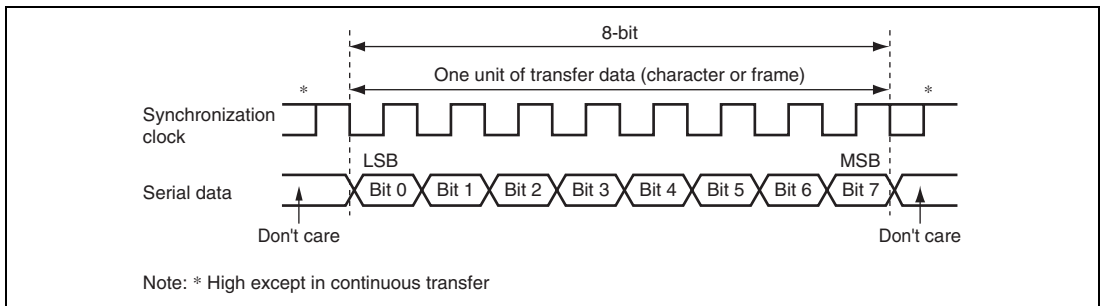 8-bit
One unit of transfer data (character or frame)
* *
Synchronization
clock
LSB MSB
Serial data Bit 0 Bit 1 Bit 2 Bit 3 Bit 4 Bit 5 Bit 6 Bit 7
Don't care Don't care
Note: * High except in continuous transfer